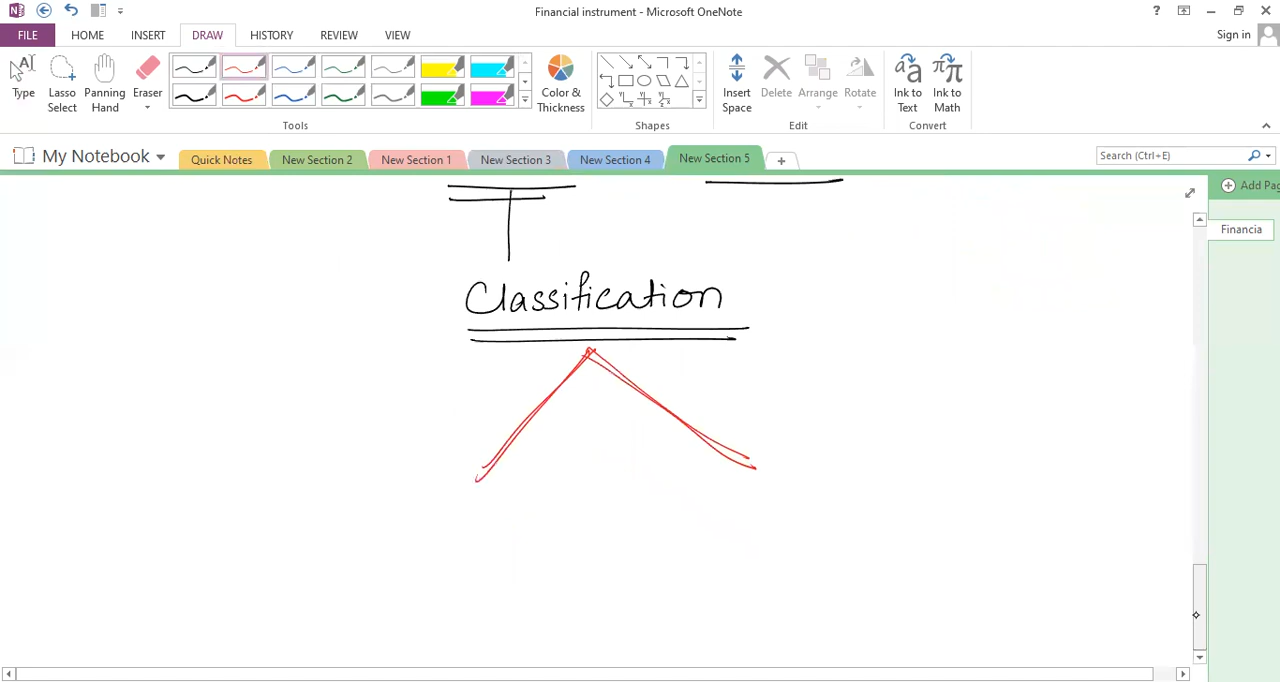 Financial instrument - Microsoft OneNote
?
Sign in
FILE
HOME
INSERT
DRAW
HISTORY
REVIEW
VIEW
Type
Lasso Select
Panning Hand
Eraser
Color & Thickness
Insert Space
Delete
Arrange
Rotate
Ink to Text
Ink to Math
Tools
Shapes
Edit
Convert
My Notebook
Quick Notes
New Section 2
New Section 1
New Section 3
New Section 4
New Section 5
Search (Ctrl+E)
Add Pag
Financia
Classification